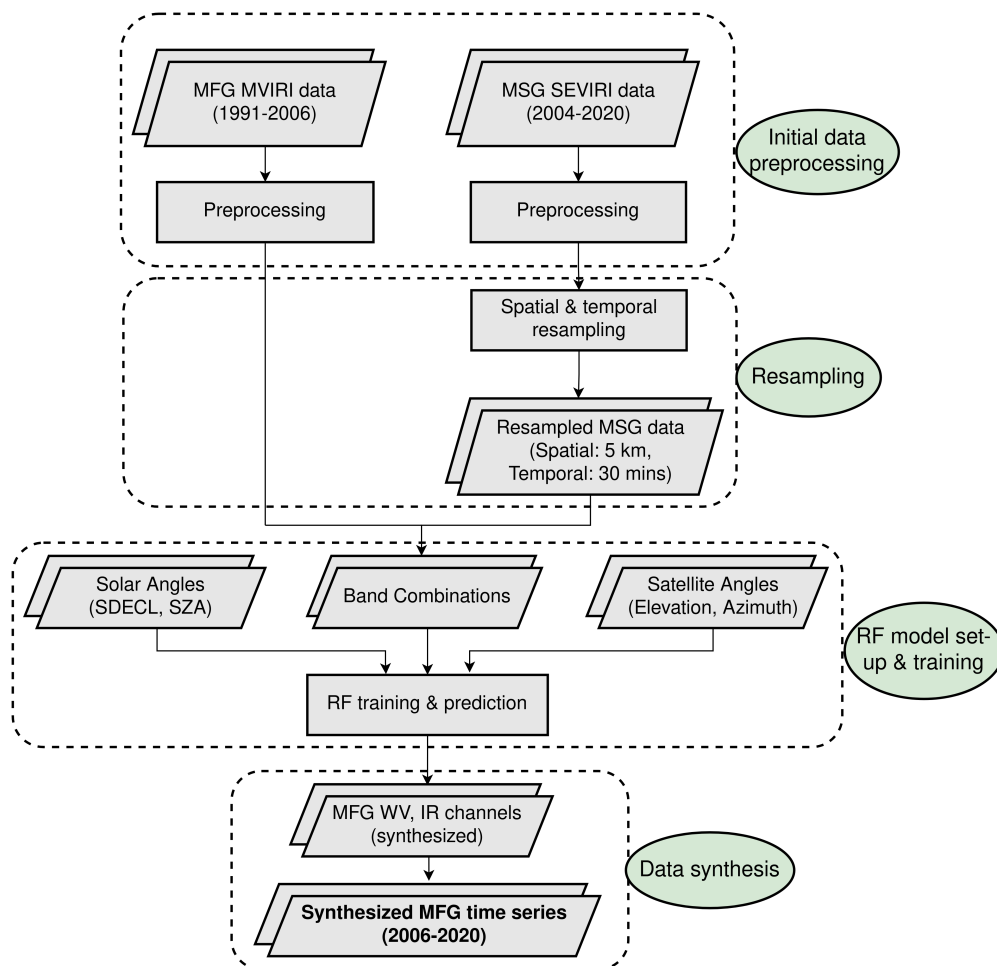 MFG MVIRI data
(1991-2006)
MSG SEVIRI data
(2004-2020)
Initial data
preprocessing
Preprocessing
Preprocessing
Spatial & temporal
resampling
Resampling
Resampled MSG data
(Spatial: 5 km,
Temporal: 30 mins)
Solar Angles
(SDECL, SZA)
Band Combinations
Satellite Angles
(Elevation, Azimuth)
RF model set-
up & training
RF training & prediction
MFG WV, IR channels
(synthesized)
Data synthesis
Synthesized MFG time series
(2006-2020)